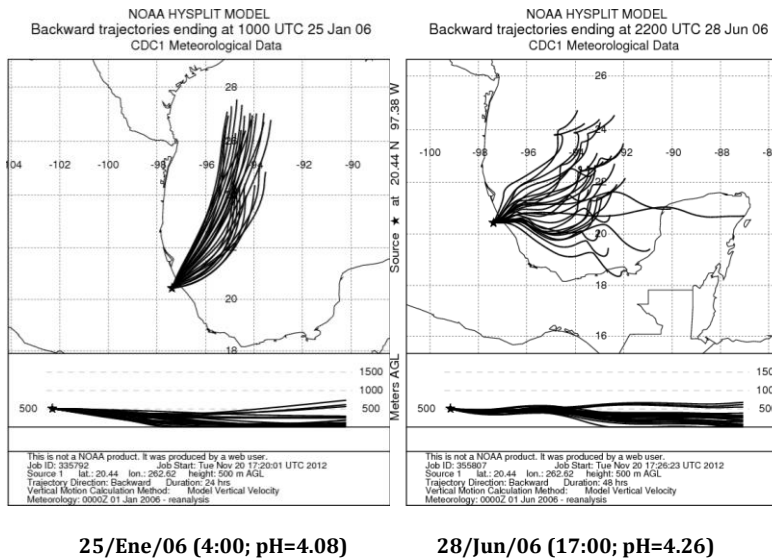 NOAA HYSPLIT MODEL
Backward trajectories ending at 1000 UTC 25 Jan 06
CDC1 Meteorological Data
28
26
-104
-102
-100
-98
-96
-94
-92
-90
22
20
18
Source ★ at 20.44 N 97.38 W
1500
1000
500
500
Meters AGL
This is not a NOAA product. It was produced by a web user.
Job ID: 335792 Job Start: Tue Nov 20 17:20:01 UTC 2012
Source 1 lat.: 20.44 lon.: 262.62 height: 500 m AGL
Trajectory Direction: Backward Duration: 24 hrs
Vertical Motion Calculation Method: Model Vertical Velocity
Meteorology: 0000Z 01 Jan 2006 - reanalysis
25/Ene/06 (4:00; pH=4.08)
NOAA HYSPLIT MODEL
Backward trajectories ending at 2200 UTC 28 Jun 06
CDC1 Meteorological Data
26
24
-100
-98
-96
-94
-92
-90
-88
22
20
18
16
1500
1000
500
500
This is not a NOAA product. It was produced by a web user.
Job ID: 355807 Job Start: Tue Nov 20 17:26:23 UTC 2012
Source 1 lat.: 20.44 lon.: 262.62 height: 500 m AGL
Trajectory Direction: Backward Duration: 48 hrs
Vertical Motion Calculation Method: Model Vertical Velocity
Meteorology: 0000Z 01 Jun 2006 - reanalysis
28/Jun/06 (17:00; pH=4.26)